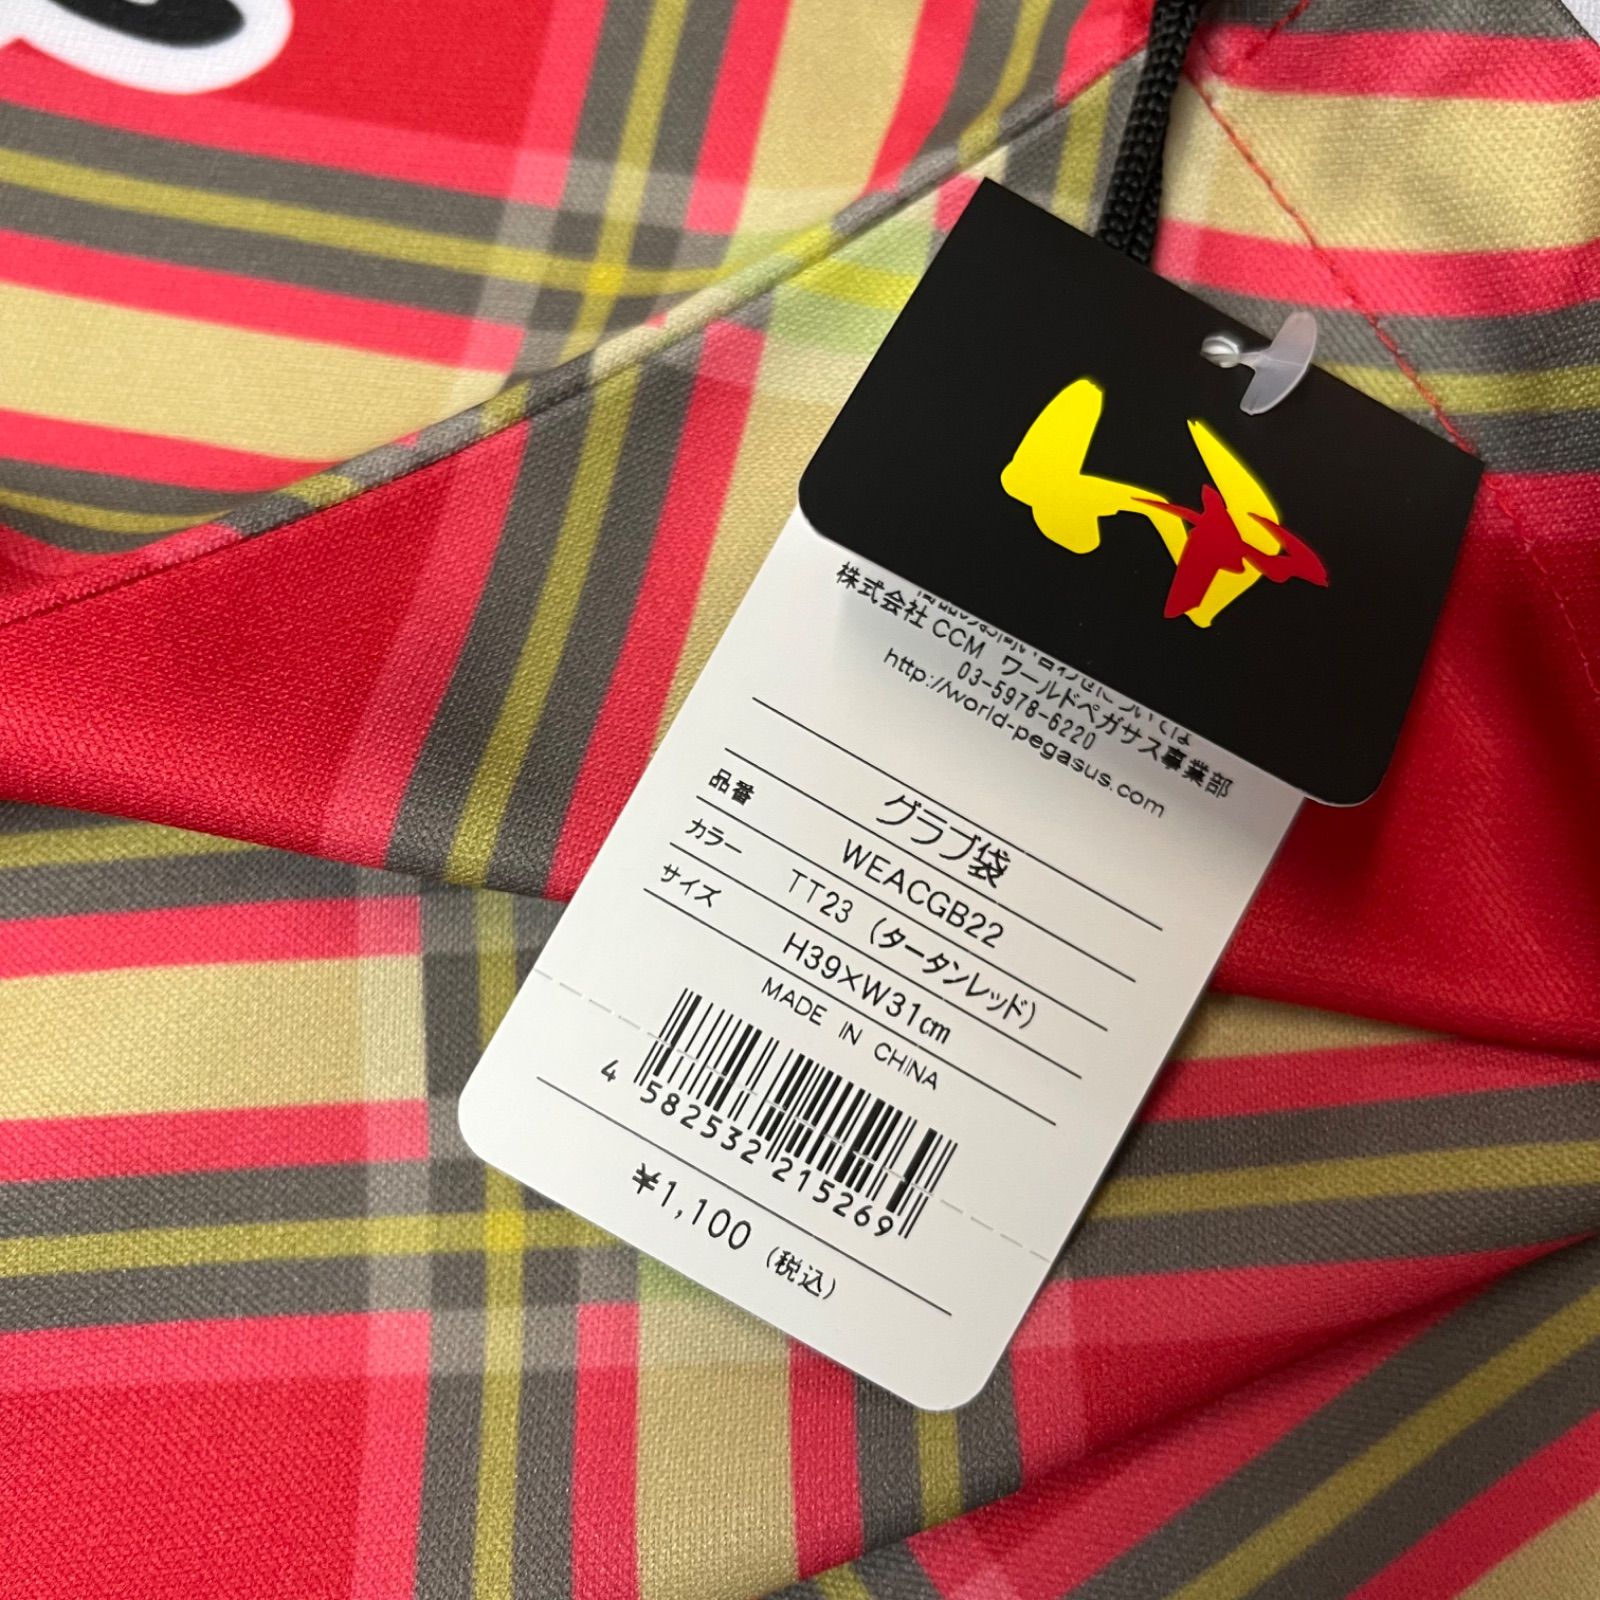 株式会社 CCM ワールドペガサス事業部
03-5978-6220
http://world-pegasus.com
グラブ袋
品番 WEACGB22
カラー TT23 (タータンレッド)
サイズ H39×W31cm
MADE IN CHINA
4 582532 215269
¥1,100 (税込)